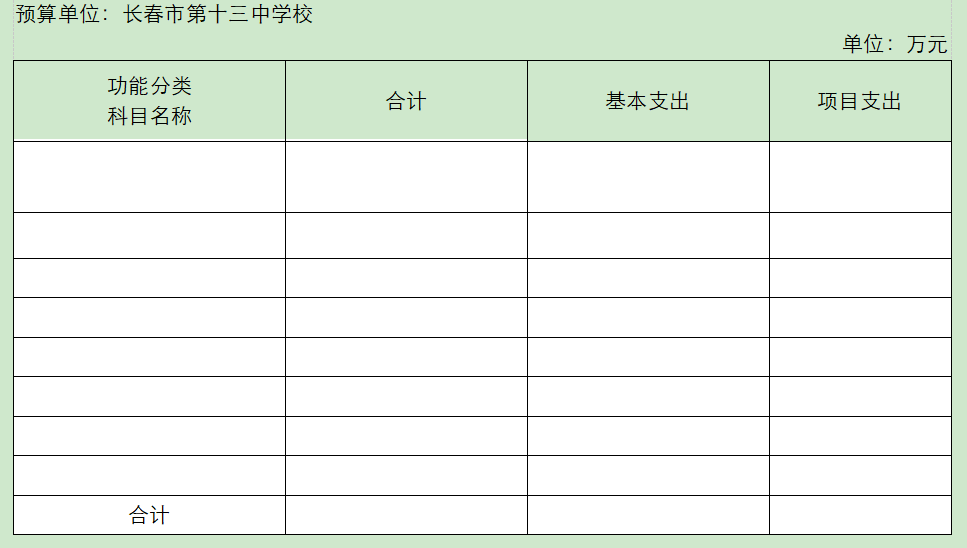 预算单位：长春市第十三中学校
单位：万元
功能分类
科目名称
合计
基本支出
项目支出
合计